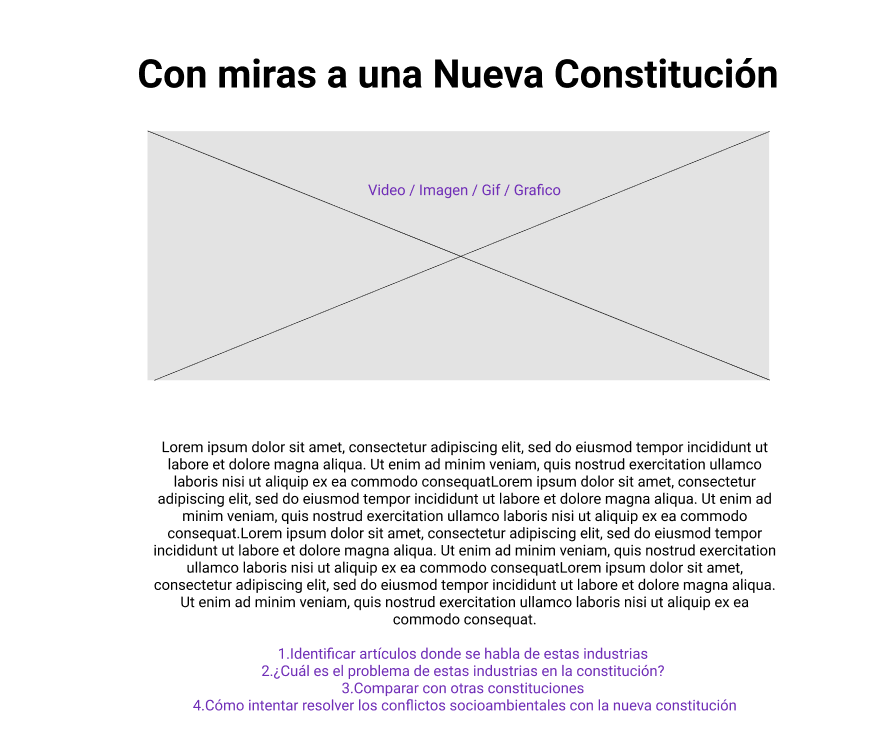 Con miras a una Nueva Constitución
Video / Imagen / Gif / Grafico
Lorem ipsum dolor sit amet, consectetur adipiscing elit, sed do eiusmod tempor incididunt ut
labore et dolore magna aliqua. Ut enim ad minim veniam, quis nostrud exercitation ullamco
laboris nisi ut aliquip ex ea commodo consequatLorem ipsum dolor sit amet, consectetur
adipiscing elit, sed do eiusmod tempor incididunt ut labore et dolore magna aliqua. Ut enim ad
minim veniam, quis nostrud exercitation ullamco laboris nisi ut aliquip ex ea commodo
consequat.Lorem ipsum dolor sit amet, consectetur adipiscing elit, sed do eiusmod tempor
incididunt ut labore et dolore magna aliqua. Ut enim ad minim veniam, quis nostrud exercitation
ullamco laboris nisi ut aliquip ex ea commodo consequatLorem ipsum dolor sit amet,
consectetur adipiscing elit, sed do eiusmod tempor incididunt ut labore et dolore magna aliqua.
Ut enim ad minim veniam, quis nostrud exercitation ullamco laboris nisi ut aliquip ex ea
commodo consequat.
1.Identificar artículos donde se habla de estas industrias
2.¿Cuál es el problema de estas industrias en la constitución?
3.Comparar con otras constituciones
4.Cómo intentar resolver los conflictos socioambientales con la nueva constitución